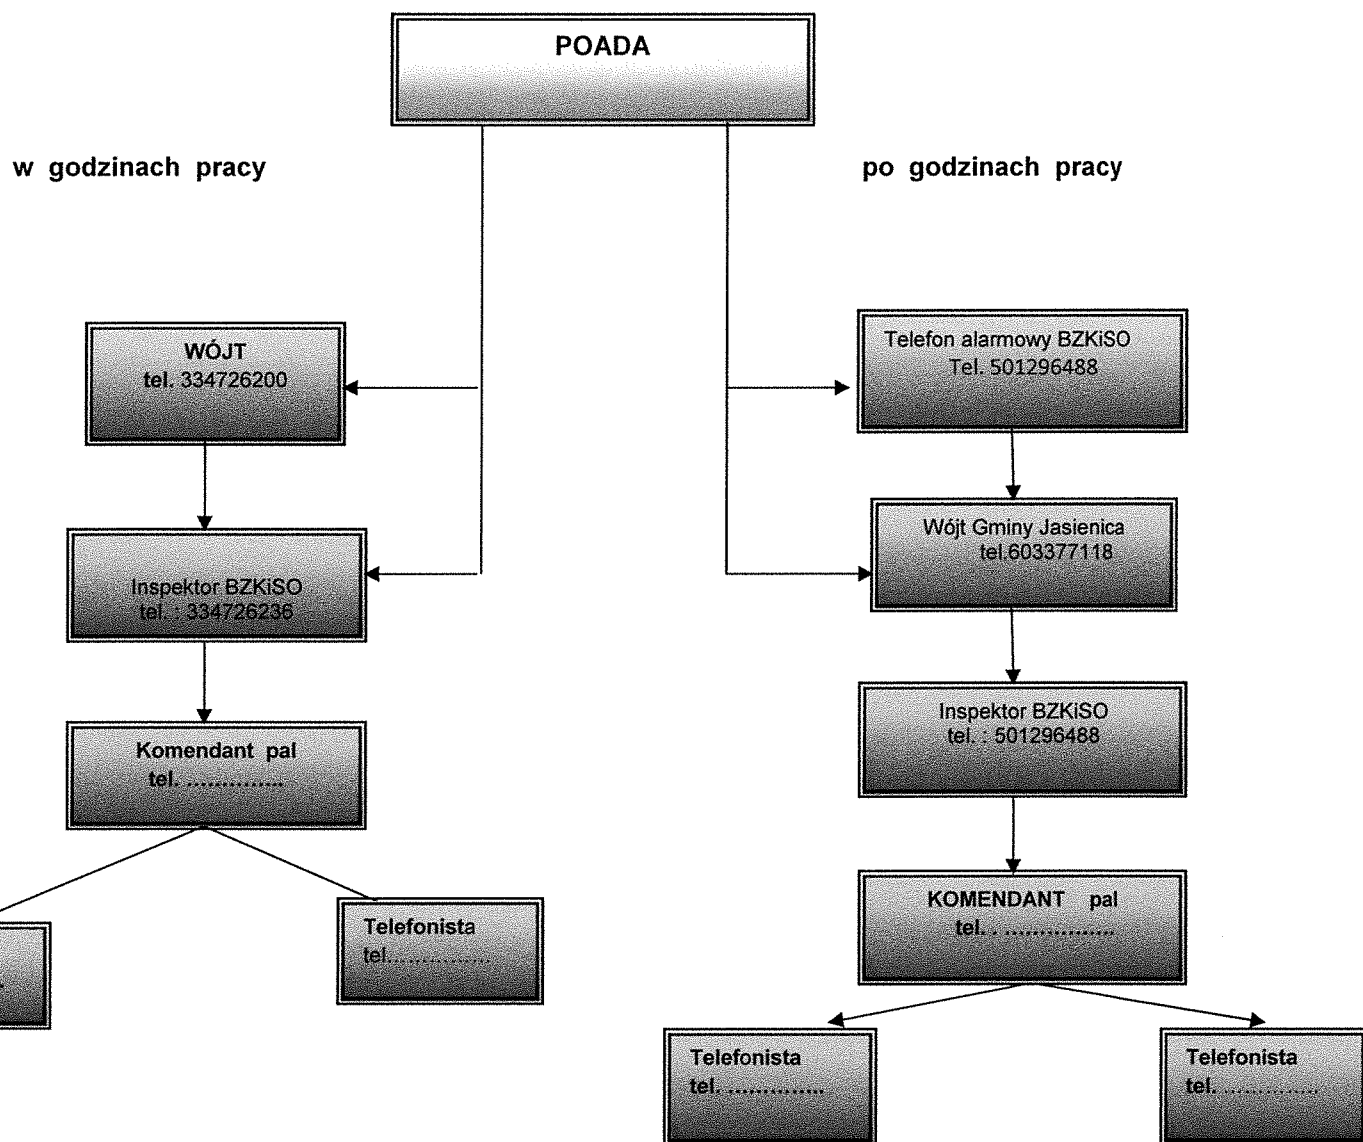 POADA
w godzinach pracy
po godzinach pracy
WÓJT
tel. 334726200
Inspektor BZKiSO
tel. : 334726236
Komendant pal
tel. ...............
Telefonista
tel................
Telefon alarmowy BZKiSO
Tel. 501296488
Wójt Gminy Jasienica
tel.603377118
Inspektor BZKiSO
tel. : 501296488
KOMENDANT pal
tel. . .................
Telefonista
tel. ...............
Telefonista
tel. ...............